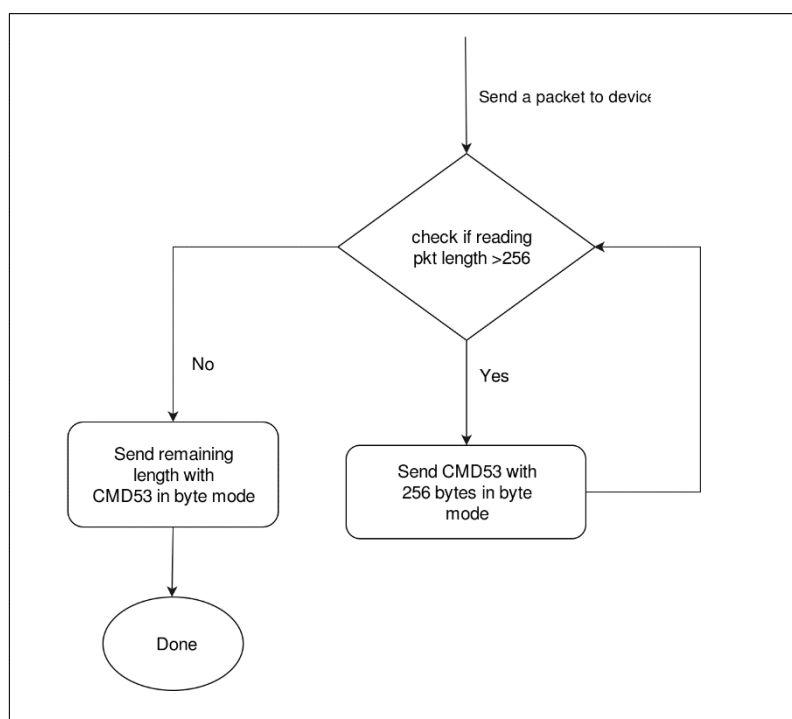 Send a packet to device
check if reading
pkt length >256
No
Yes
Send remaining
length with
CMD53 in byte mode
Send CMD53 with
256 bytes in byte
mode
Done